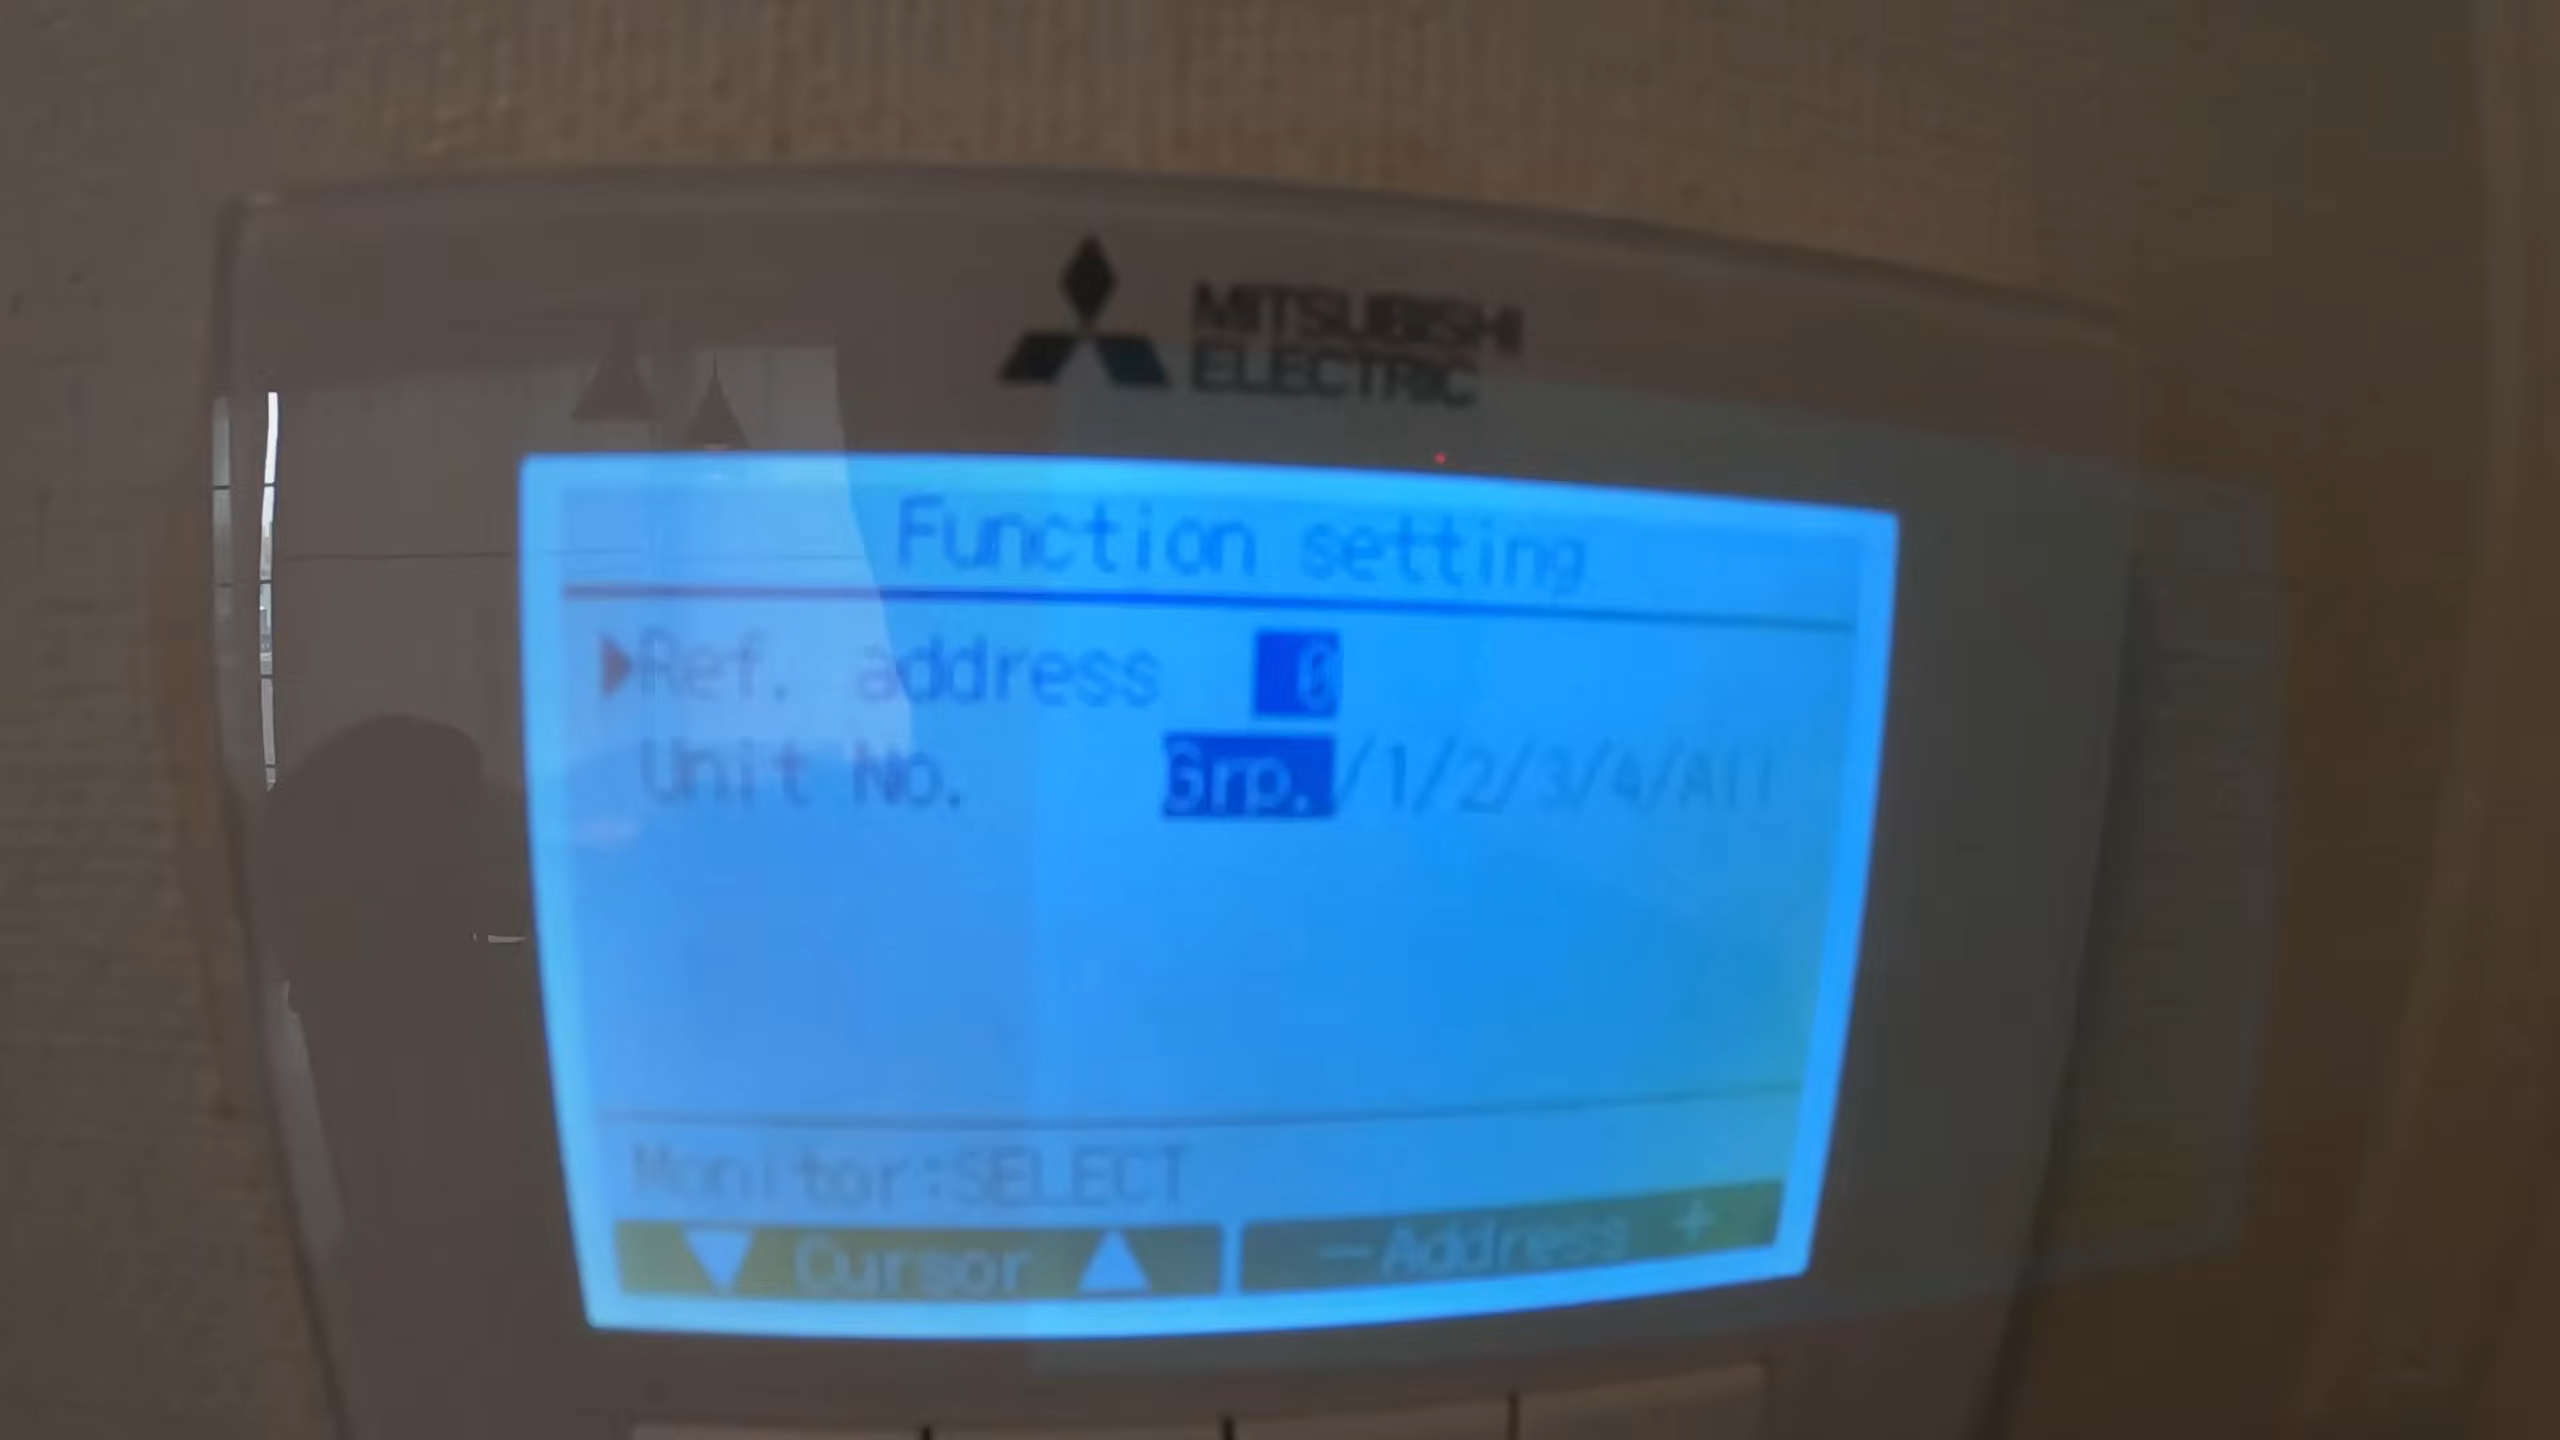 MITSUBISHI
ELECTRIC
Function setting
Ref. address 0
Unit No. Grp./1/2/3/4/All
Monitor:SELECT
▼ Cursor ▲ −Address +